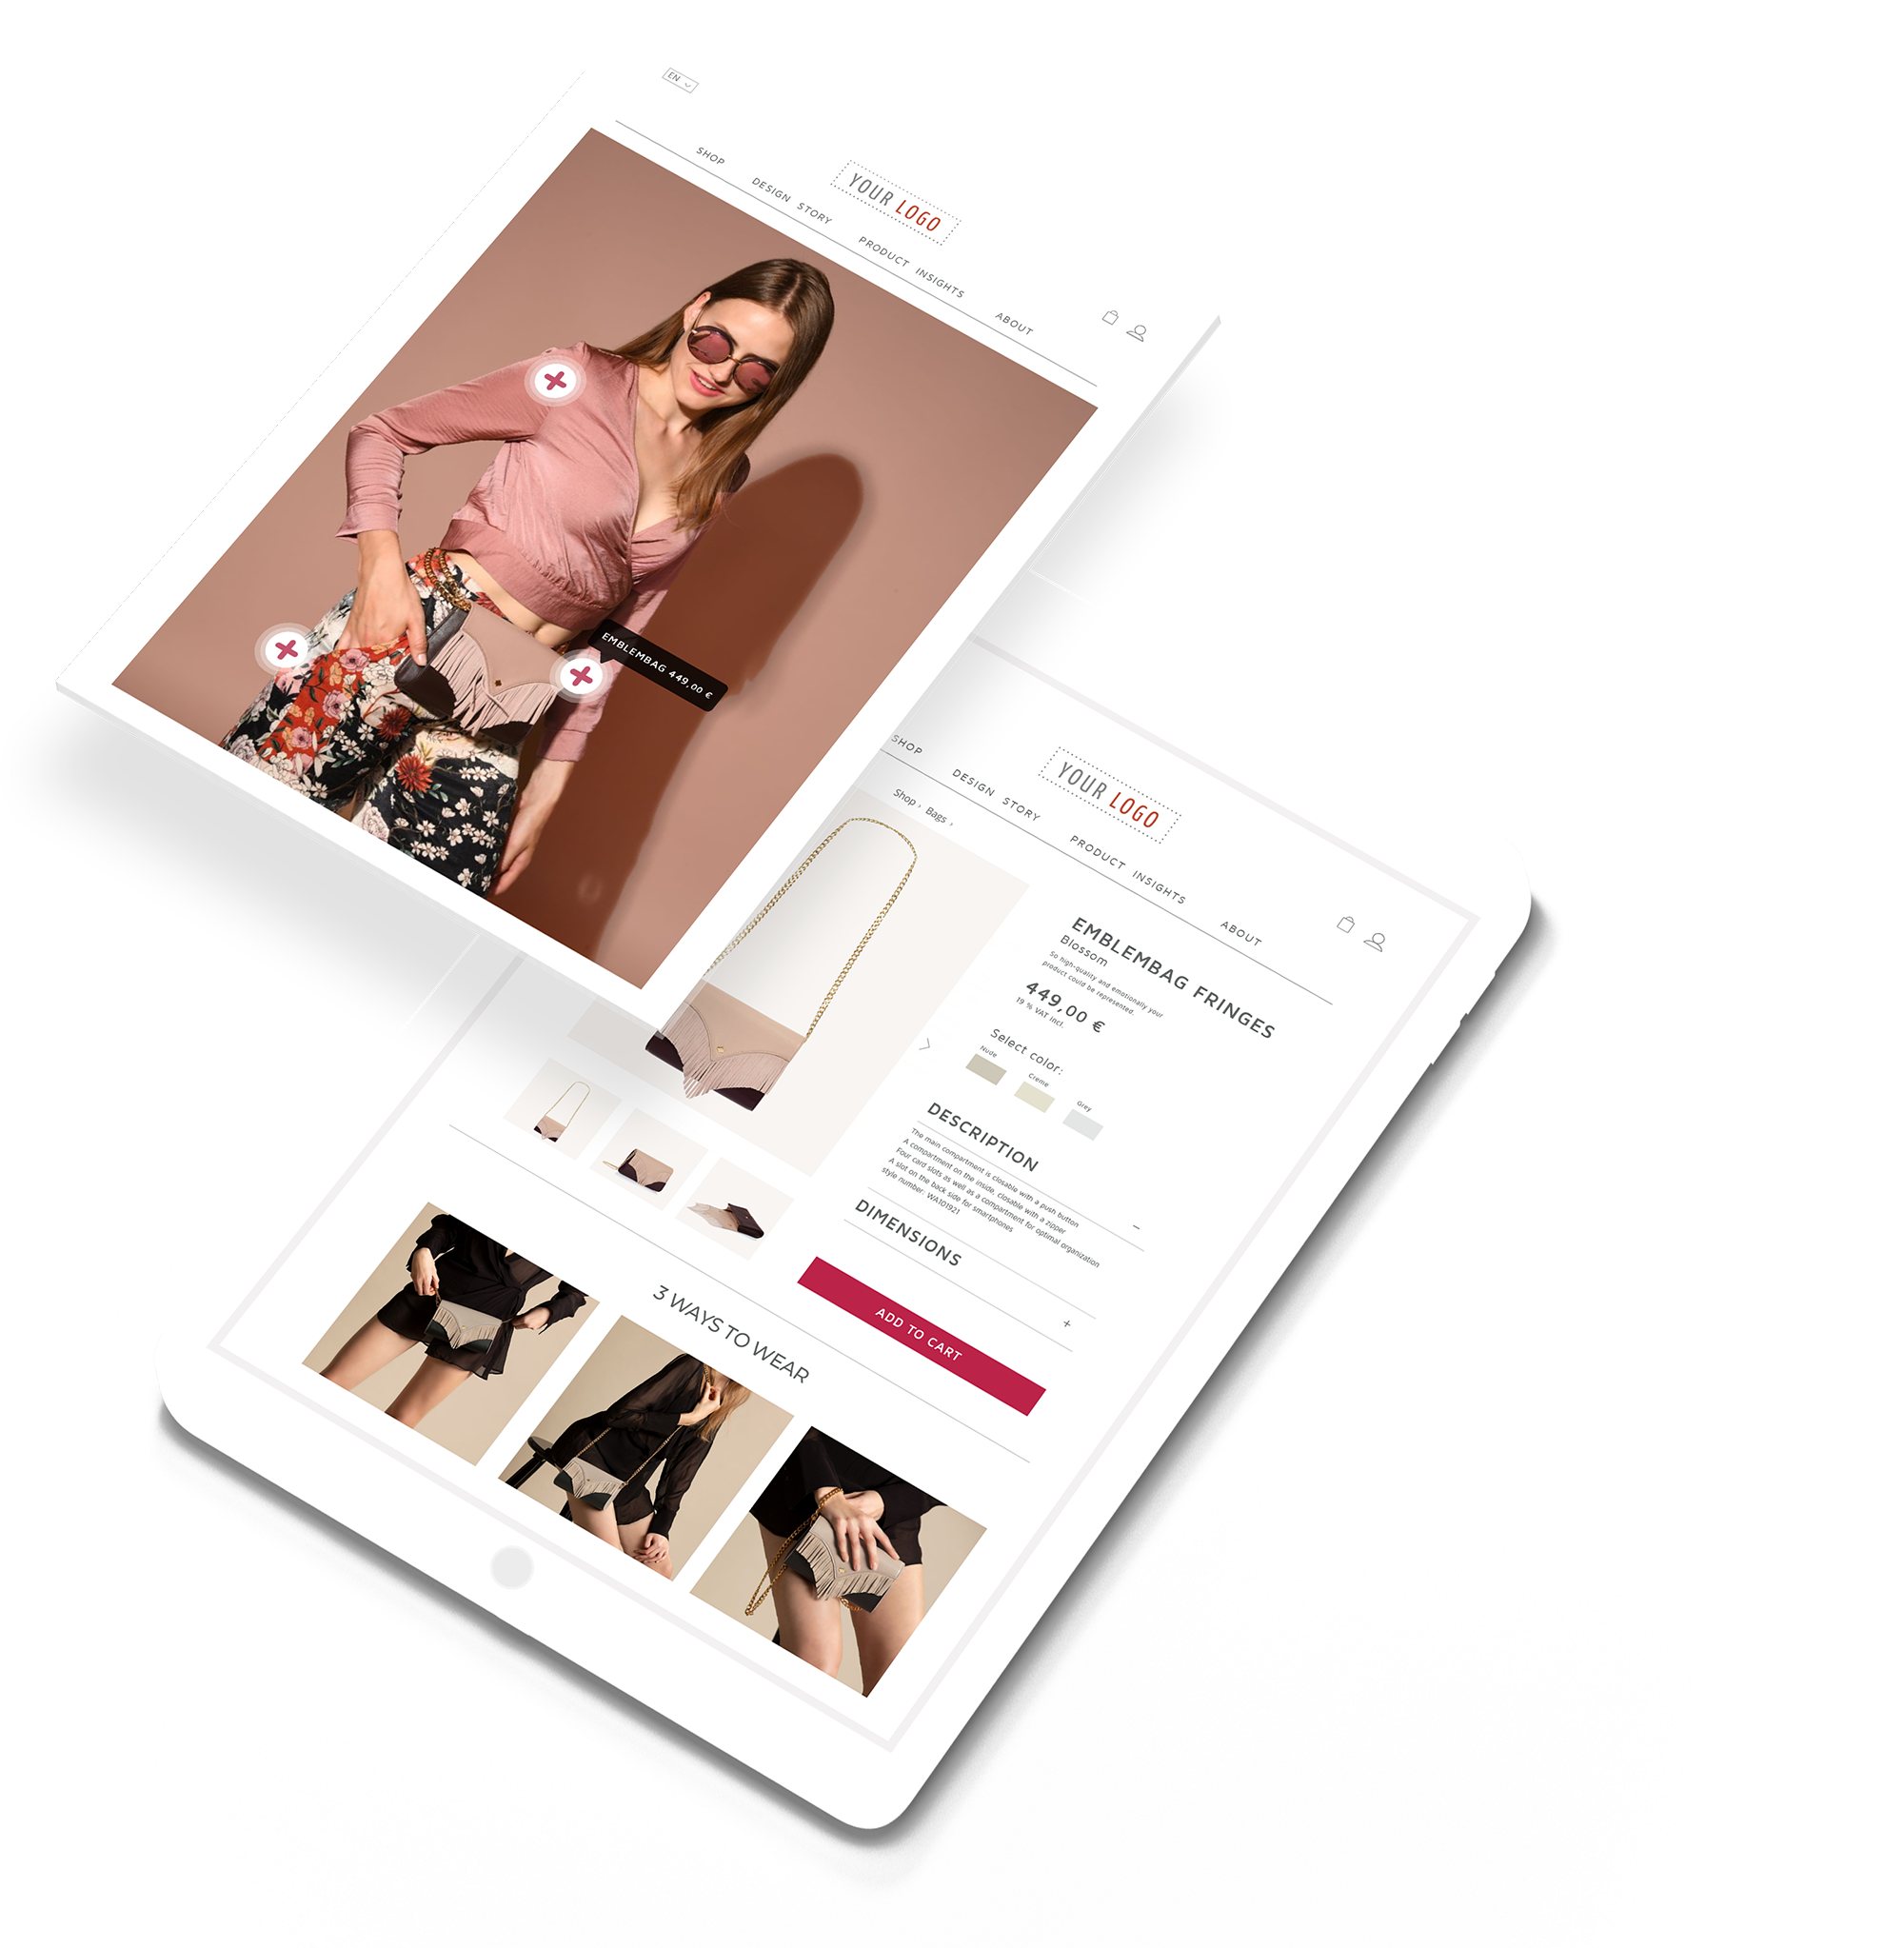 EN
YOUR LOGO
SHOP
DESIGN STORY
PRODUCT INSIGHTS
ABOUT
EMBLEMBAG 449,00 €
YOUR LOGO
SHOP
DESIGN STORY
PRODUCT INSIGHTS
ABOUT
Shop › Bags ›
EMBLEMBAG FRINGES
Blossom
So high-quality and emotionally your
product could be represented.
449,00 €
19 % VAT incl.
Select color:
Nude
Creme
Grey
DESCRIPTION
The main compartment is closable with a push button
A compartment on the inside, closable with a zipper
Four card slots as well as a compartment for optimal organization
A slot on the back side for smartphones
style number: WA101921
DIMENSIONS
ADD TO CART
3 WAYS TO WEAR